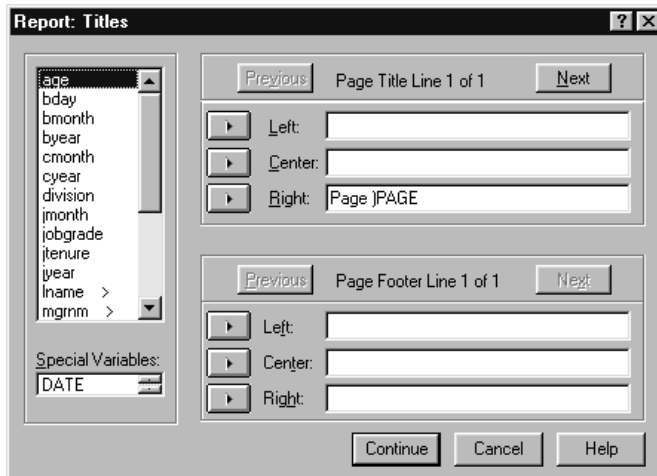 Report: Titles
age
bday
bmonth
byear
cmonth
cyear
division
jmonth
jobgrade
jtenure
jyear
lname >
mgrnm >
Special Variables:
DATE
Previous Page Title Line 1 of 1 Next
Left:
Center:
Right: Page )PAGE
Previous Page Footer Line 1 of 1 Next
Left:
Center:
Right:
Continue Cancel Help